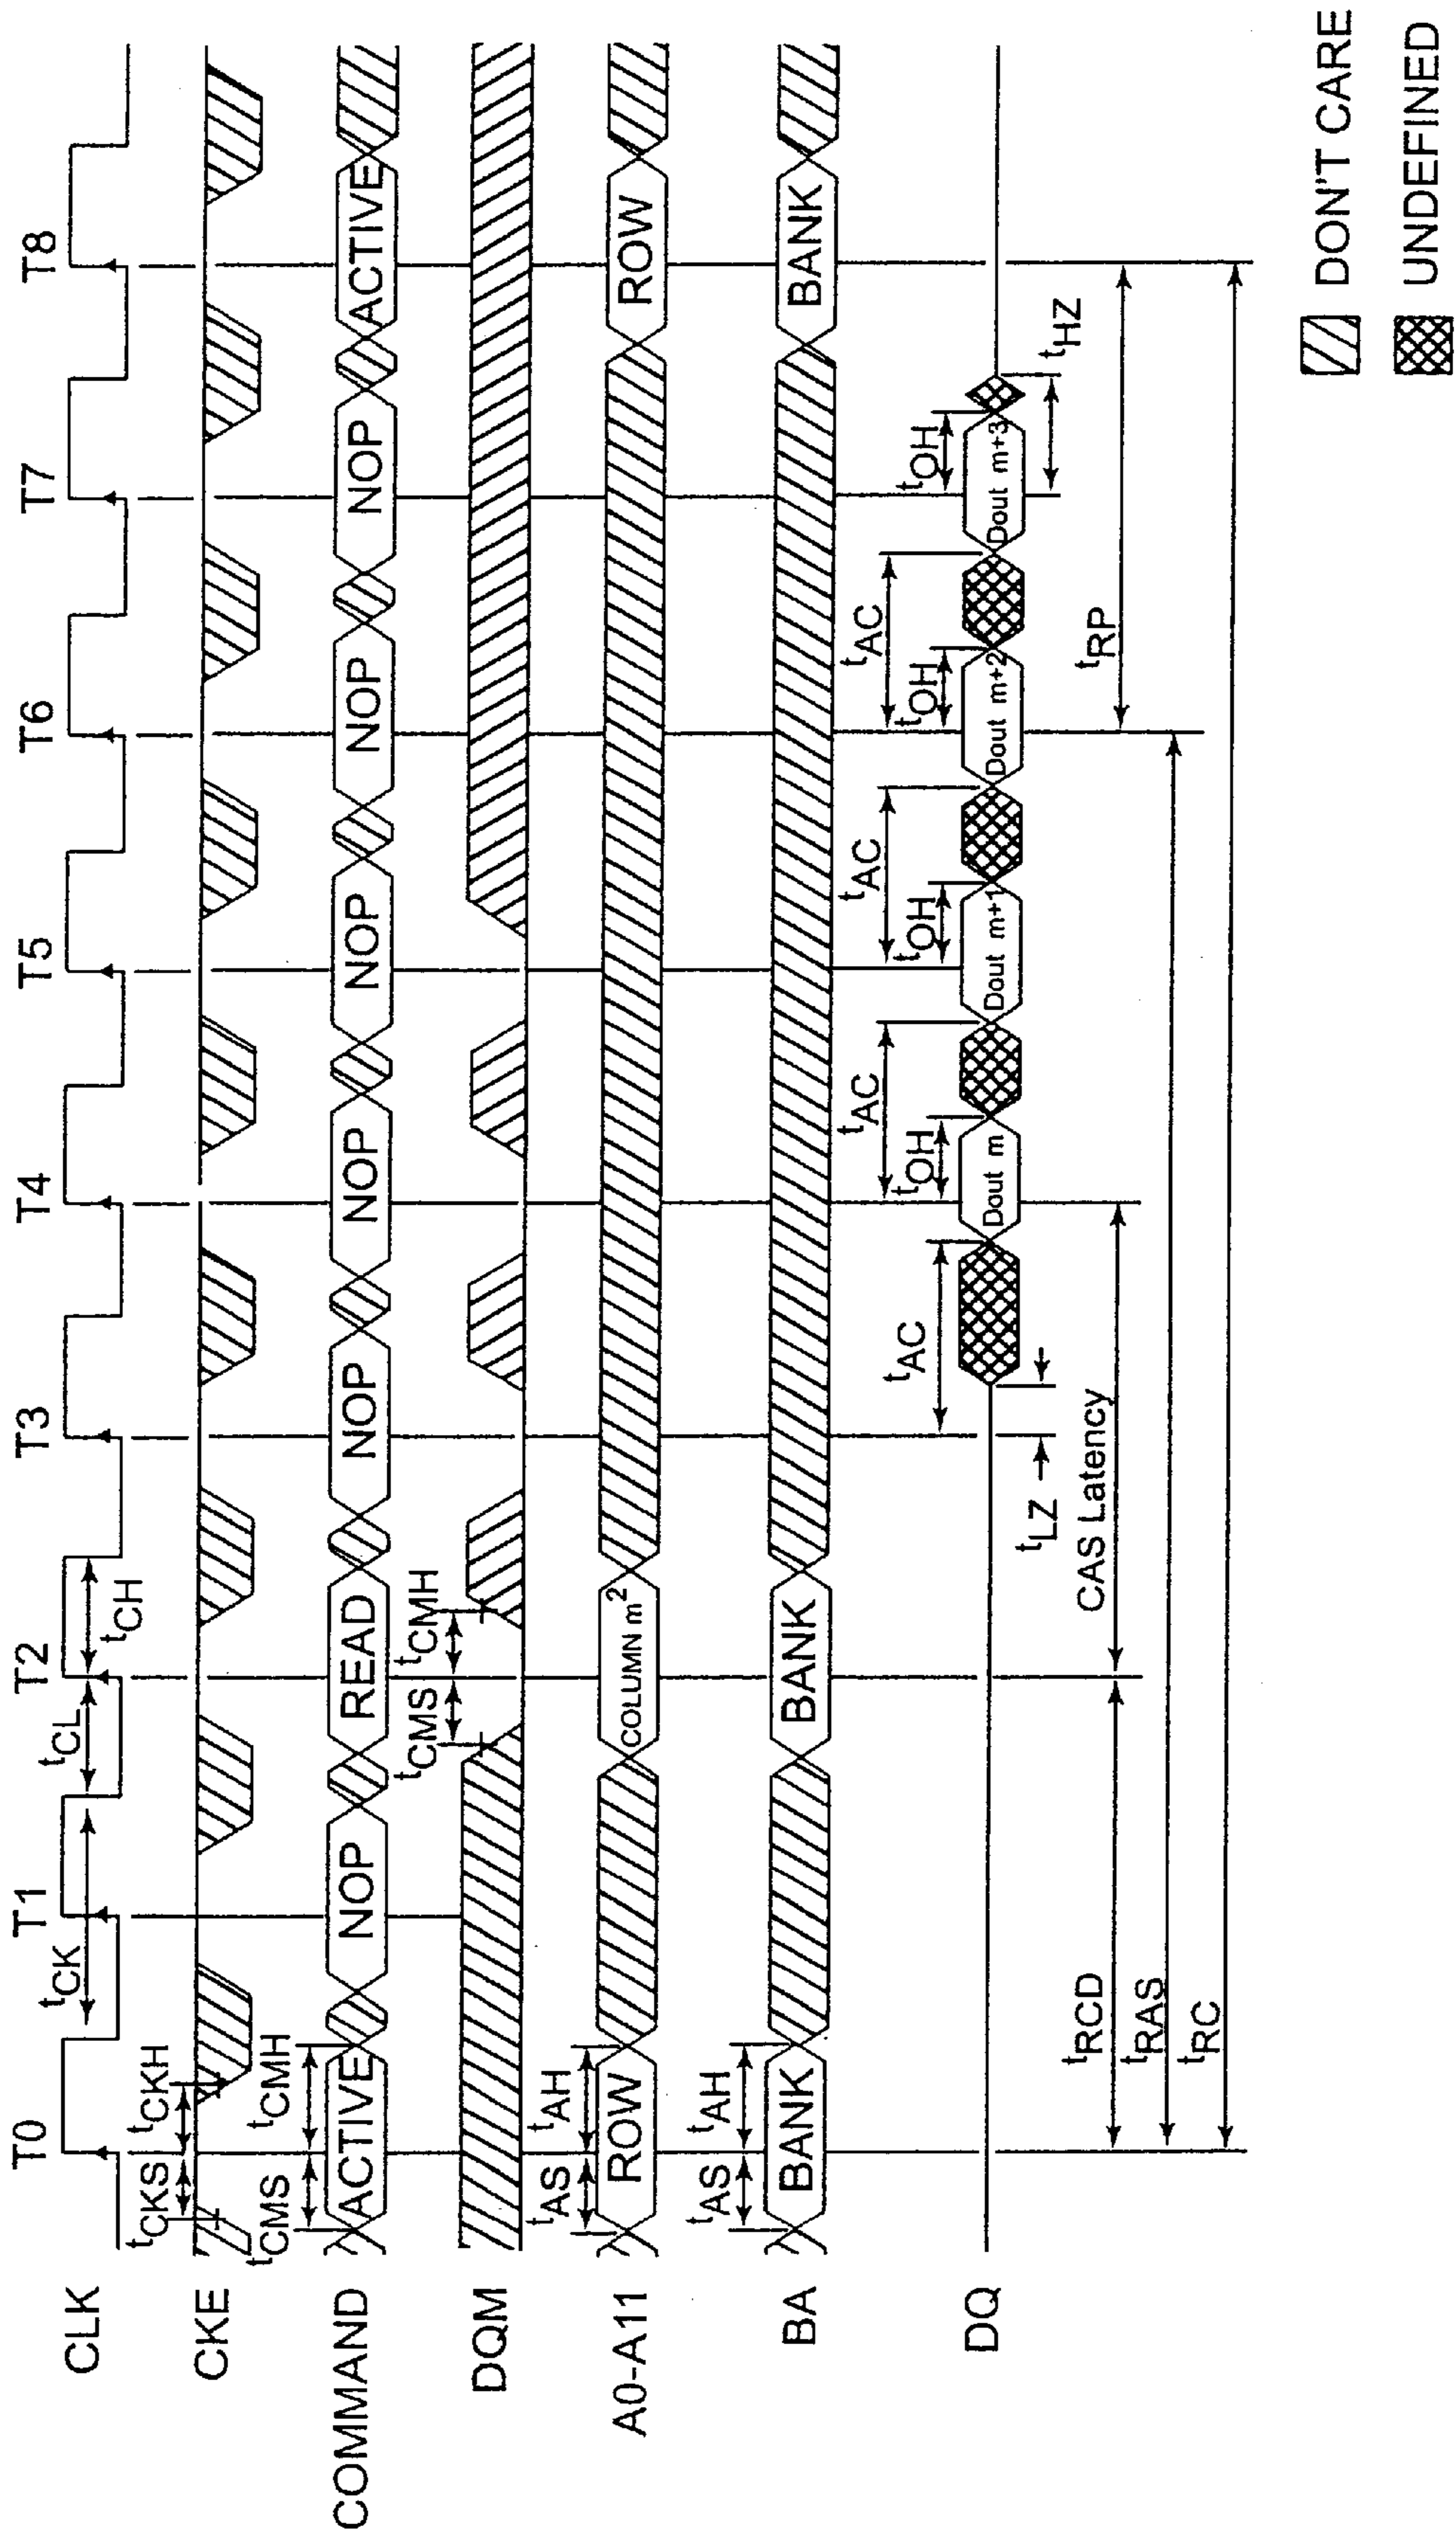 T0 T1 T2 T3 T4 T5 T6 T7 T8
CLK
tCK tCL tCH
CKE
tCKS tCKH
tCMS tCMH
COMMAND
ACTIVE NOP READ NOP NOP NOP NOP NOP ACTIVE
tCMS tCMH
DQM
tAS tAH
A0-A11
ROW COLUMN m2 ROW
tAS tAH
BA
BANK BANK BANK
tAC tAC tAC
tAC tOH tOH tOH tOH
DQ
Dout m Dout m+1 Dout m+2 Dout m+3
tLZ tHZ
tRCD CAS Latency tRP
tRAS
tRC
DON'T CARE
UNDEFINED